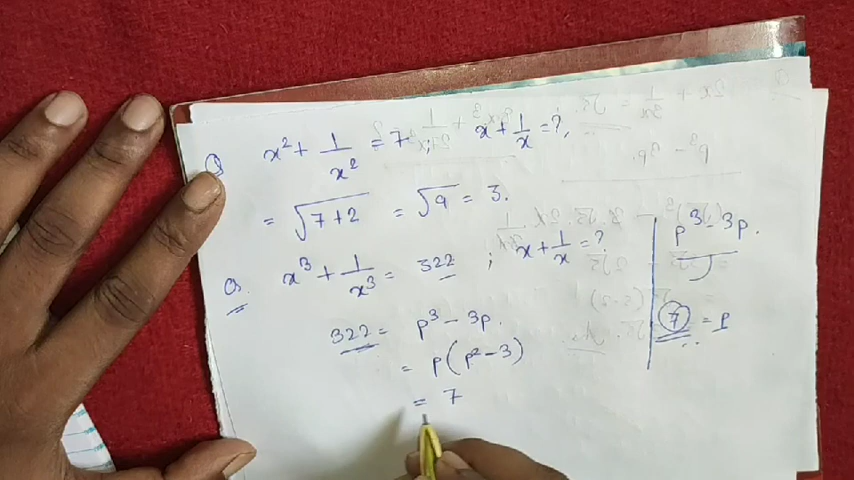 Q x² + 1/x² = 7 ; x + 1/x = ?,
= √(7+2) = √9 = 3.
Q. x³ + 1/x³ = 322 ; x + 1/x = ?
322 = p³ - 3p.
= p(p² - 3)
= 7
p³ - 3p.
7 = p